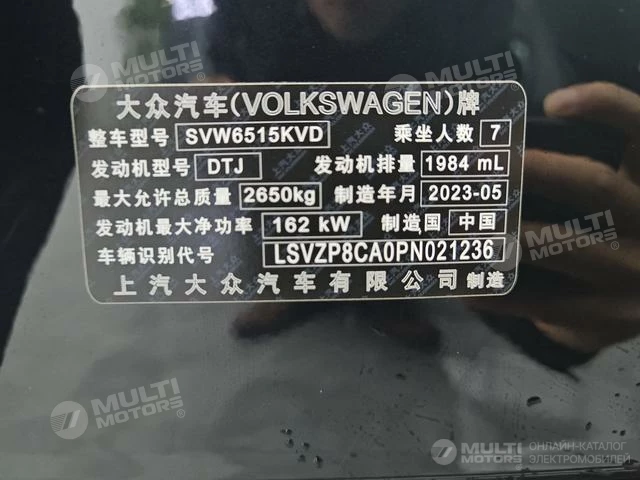 大众汽车(VOLKSWAGEN)牌
整车型号 SVW6515KVD 乘坐人数 7
发动机型号 DTJ 发动机排量 1984 mL
最大允许总质量 2650kg 制造年月 2023-05
发动机最大净功率 162 kW 制造国 中国
车辆识别代号 LSVZP8CA0PN021236
上汽大众汽车有限公司 制造
MULTI MOTORS®
MULTI MOTORS®
MULTI MOTORS®
MULTI MOTORS®
MULTI MOTORS®
ОНЛАЙН-КАТАЛОГ
ЭЛЕКТРОМОБИЛЕЙ